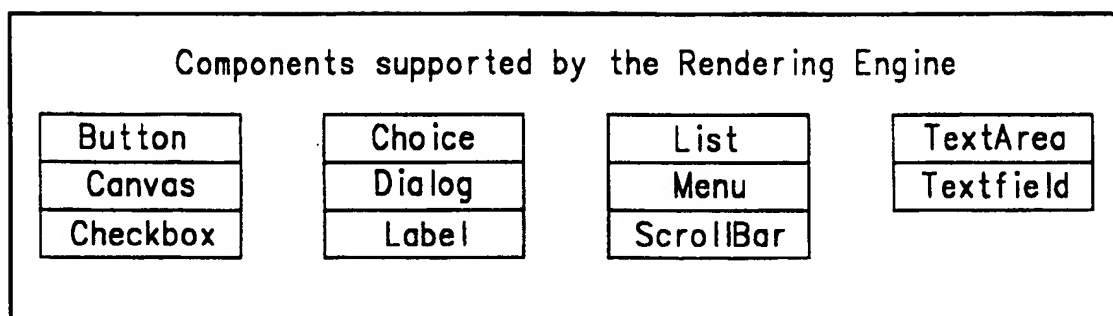 Components supported by the Rendering Engine
Button
Canvas
Checkbox
Choice
Dialog
Label
List
Menu
ScrollBar
TextArea
Textfield